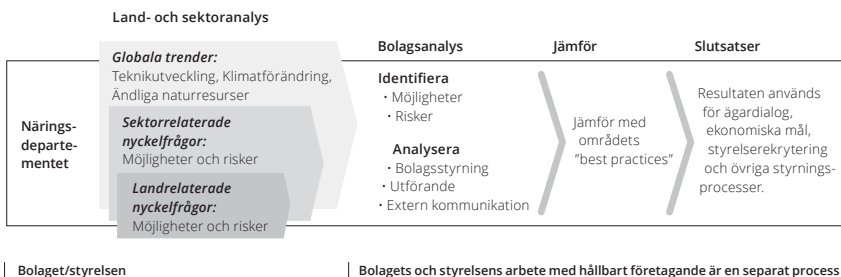 Land- och sektoranalys
Globala trender:
Teknikutveckling, Klimatförändring,
Ändliga naturresurser
Sektorrelaterade
nyckelfrågor:
Möjligheter och risker
Landrelaterade
nyckelfrågor:
Möjligheter och risker
Närings-
departe-
mentet
Bolagsanalys
Identifiera
• Möjligheter
• Risker
Analysera
• Bolagsstyrning
• Utförande
• Extern kommunikation
Jämför
Jämför med
områdets
”best practices”
Slutsatser
Resultaten används
för ägardialog,
ekonomiska mål,
styrelserekrytering
och övriga styrnings-
processer.
Bolaget/styrelsen
Bolagets och styrelsens arbete med hållbart företagande är en separat process